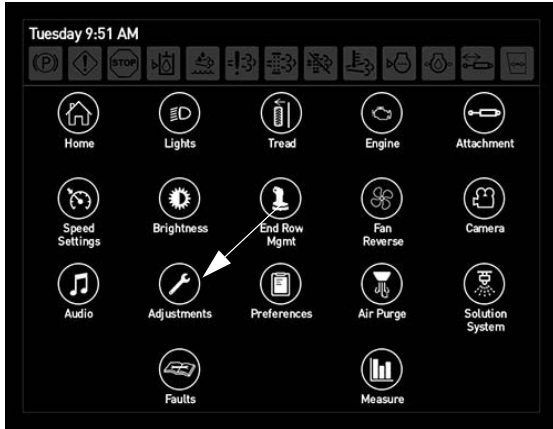 Tuesday 9:51 AM
(P) STOP
Home Lights Tread Engine Attachment
Speed Settings Brightness End Row Mgmt Fan Reverse Camera
Audio Adjustments Preferences Air Purge Solution System
Faults Measure